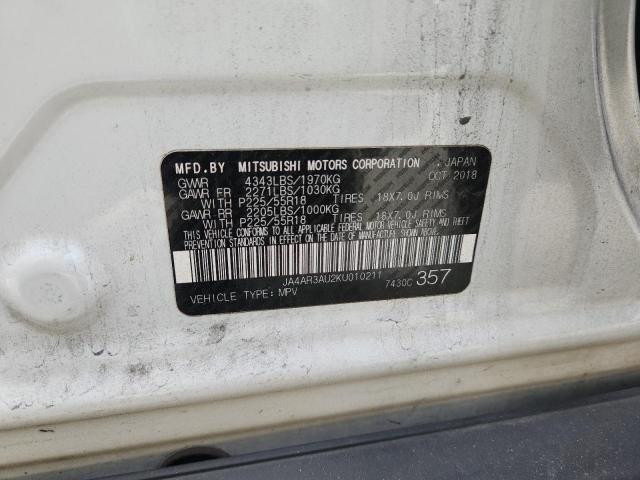 MFD.BY MITSUBISHI MOTORS CORPORATION , JAPAN
GVWR 4343LBS/1970KG OCT 2018
GAWR FR 2271LBS/1030KG
WITH P225/55R18 TIRES 18X7.0J RIMS
GAWR RR 2205LBS/1000KG
WITH P225/55R18 TIRES 18X7.0J RIMS
THIS VEHICLE CONFORMS TO ALL APPLICABLE FEDERAL MOTOR VEHICLE SAFETY AND THEFT
PREVENTION STANDARDS IN EFFECT ON THE DATE OF MANUFACTURE SHOWN ABOVE.
JA4AR3AU2KU010211
VEHICLE TYPE: MPV 7430C 357